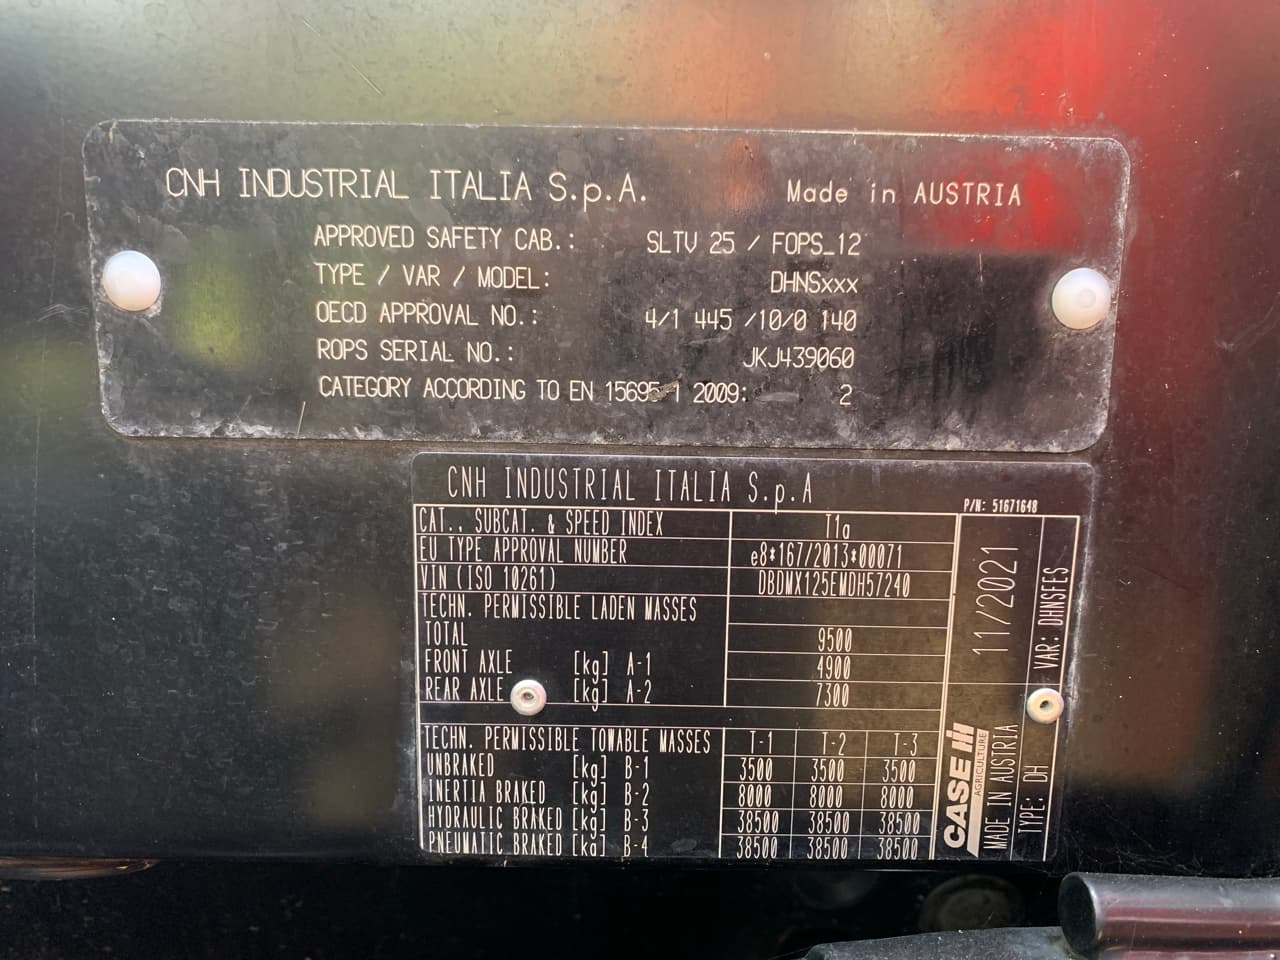 CNH INDUSTRIAL ITALIA S.p.A. Made in AUSTRIA
APPROVED SAFETY CAB.: SLTV 25 / FOPS_12
TYPE / VAR / MODEL: DHNSxxx
OECD APPROVAL NO.: 4/1 445 /10/0 140
ROPS SERIAL NO.: JKJ439060
CATEGORY ACCORDING TO EN 15695-1 2009: 2
CNH INDUSTRIAL ITALIA S.p.A
P/N: 51671648
CAT., SUBCAT. & SPEED INDEX T1a
EU TYPE APPROVAL NUMBER e8*167/2013*00071
VIN (ISO 10261) DBDMX125EMDH57240
TECHN. PERMISSIBLE LADEN MASSES
TOTAL 9500
FRONT AXLE [kg] A-1 4900
REAR AXLE [kg] A-2 7300
TECHN. PERMISSIBLE TOWABLE MASSES T-1 T-2 T-3
UNBRAKED [kg] B-1 3500 3500 3500
INERTIA BRAKED [kg] B-2 8000 8000 8000
HYDRAULIC BRAKED [kg] B-3 38500 38500 38500
PNEUMATIC BRAKED [kg] B-4 38500 38500 38500
CASE IH
AGRICULTURE
MADE IN AUSTRIA 11/2021
TYPE: DH VAR: DHNSFES